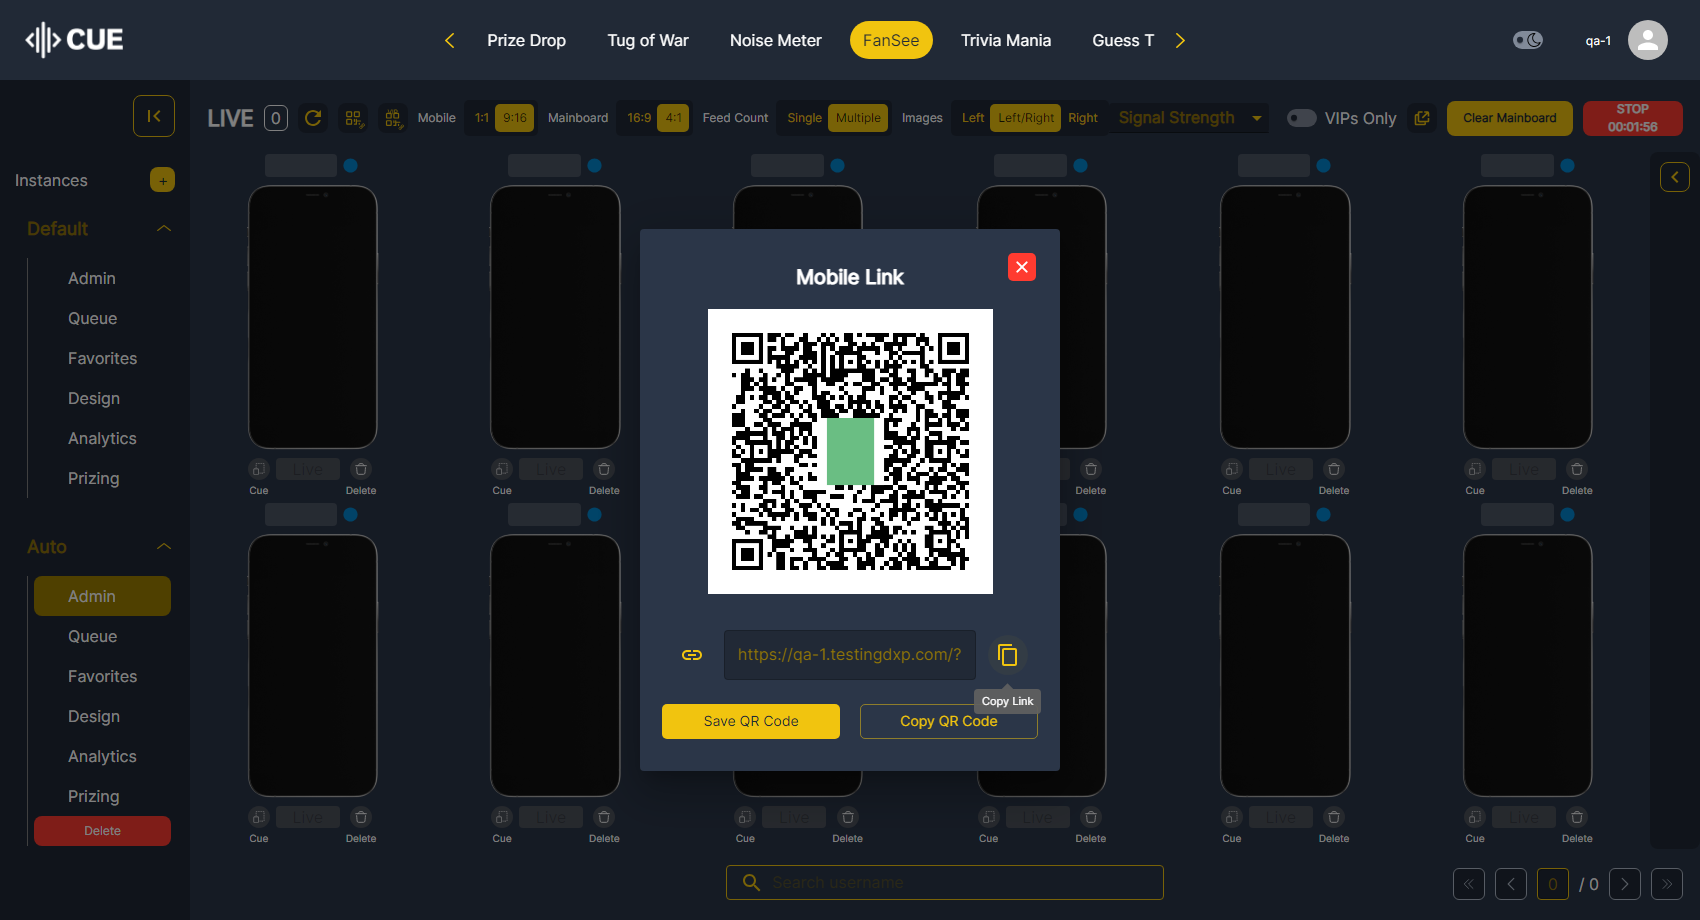 CUE
Prize Drop
Tug of War
Noise Meter
FanSee
Trivia Mania
Guess T
qa-1
LIVE 0
Mobile 1:1 9:16
Mainboard 16:9 4:1
Feed Count Single Multiple
Images Left Left/Right Right
Signal Strength
VIPs Only
Clear Mainboard
STOP
00:01:56
Instances +
Default
Admin
Queue
Favorites
Design
Analytics
Prizing
Auto
Admin
Queue
Favorites
Design
Analytics
Prizing
Delete
Live Live Live Live Live
Cue Delete Cue Delete Delete Cue Delete Cue Delete
Mobile Link
https://qa-1.testingdxp.com/?
Copy Link
Save QR Code
Copy QR Code
Live Live Live Live Live Live
Cue Delete Cue Delete Cue Delete Cue Delete Cue Delete Cue Delete
Search username
0 / 0